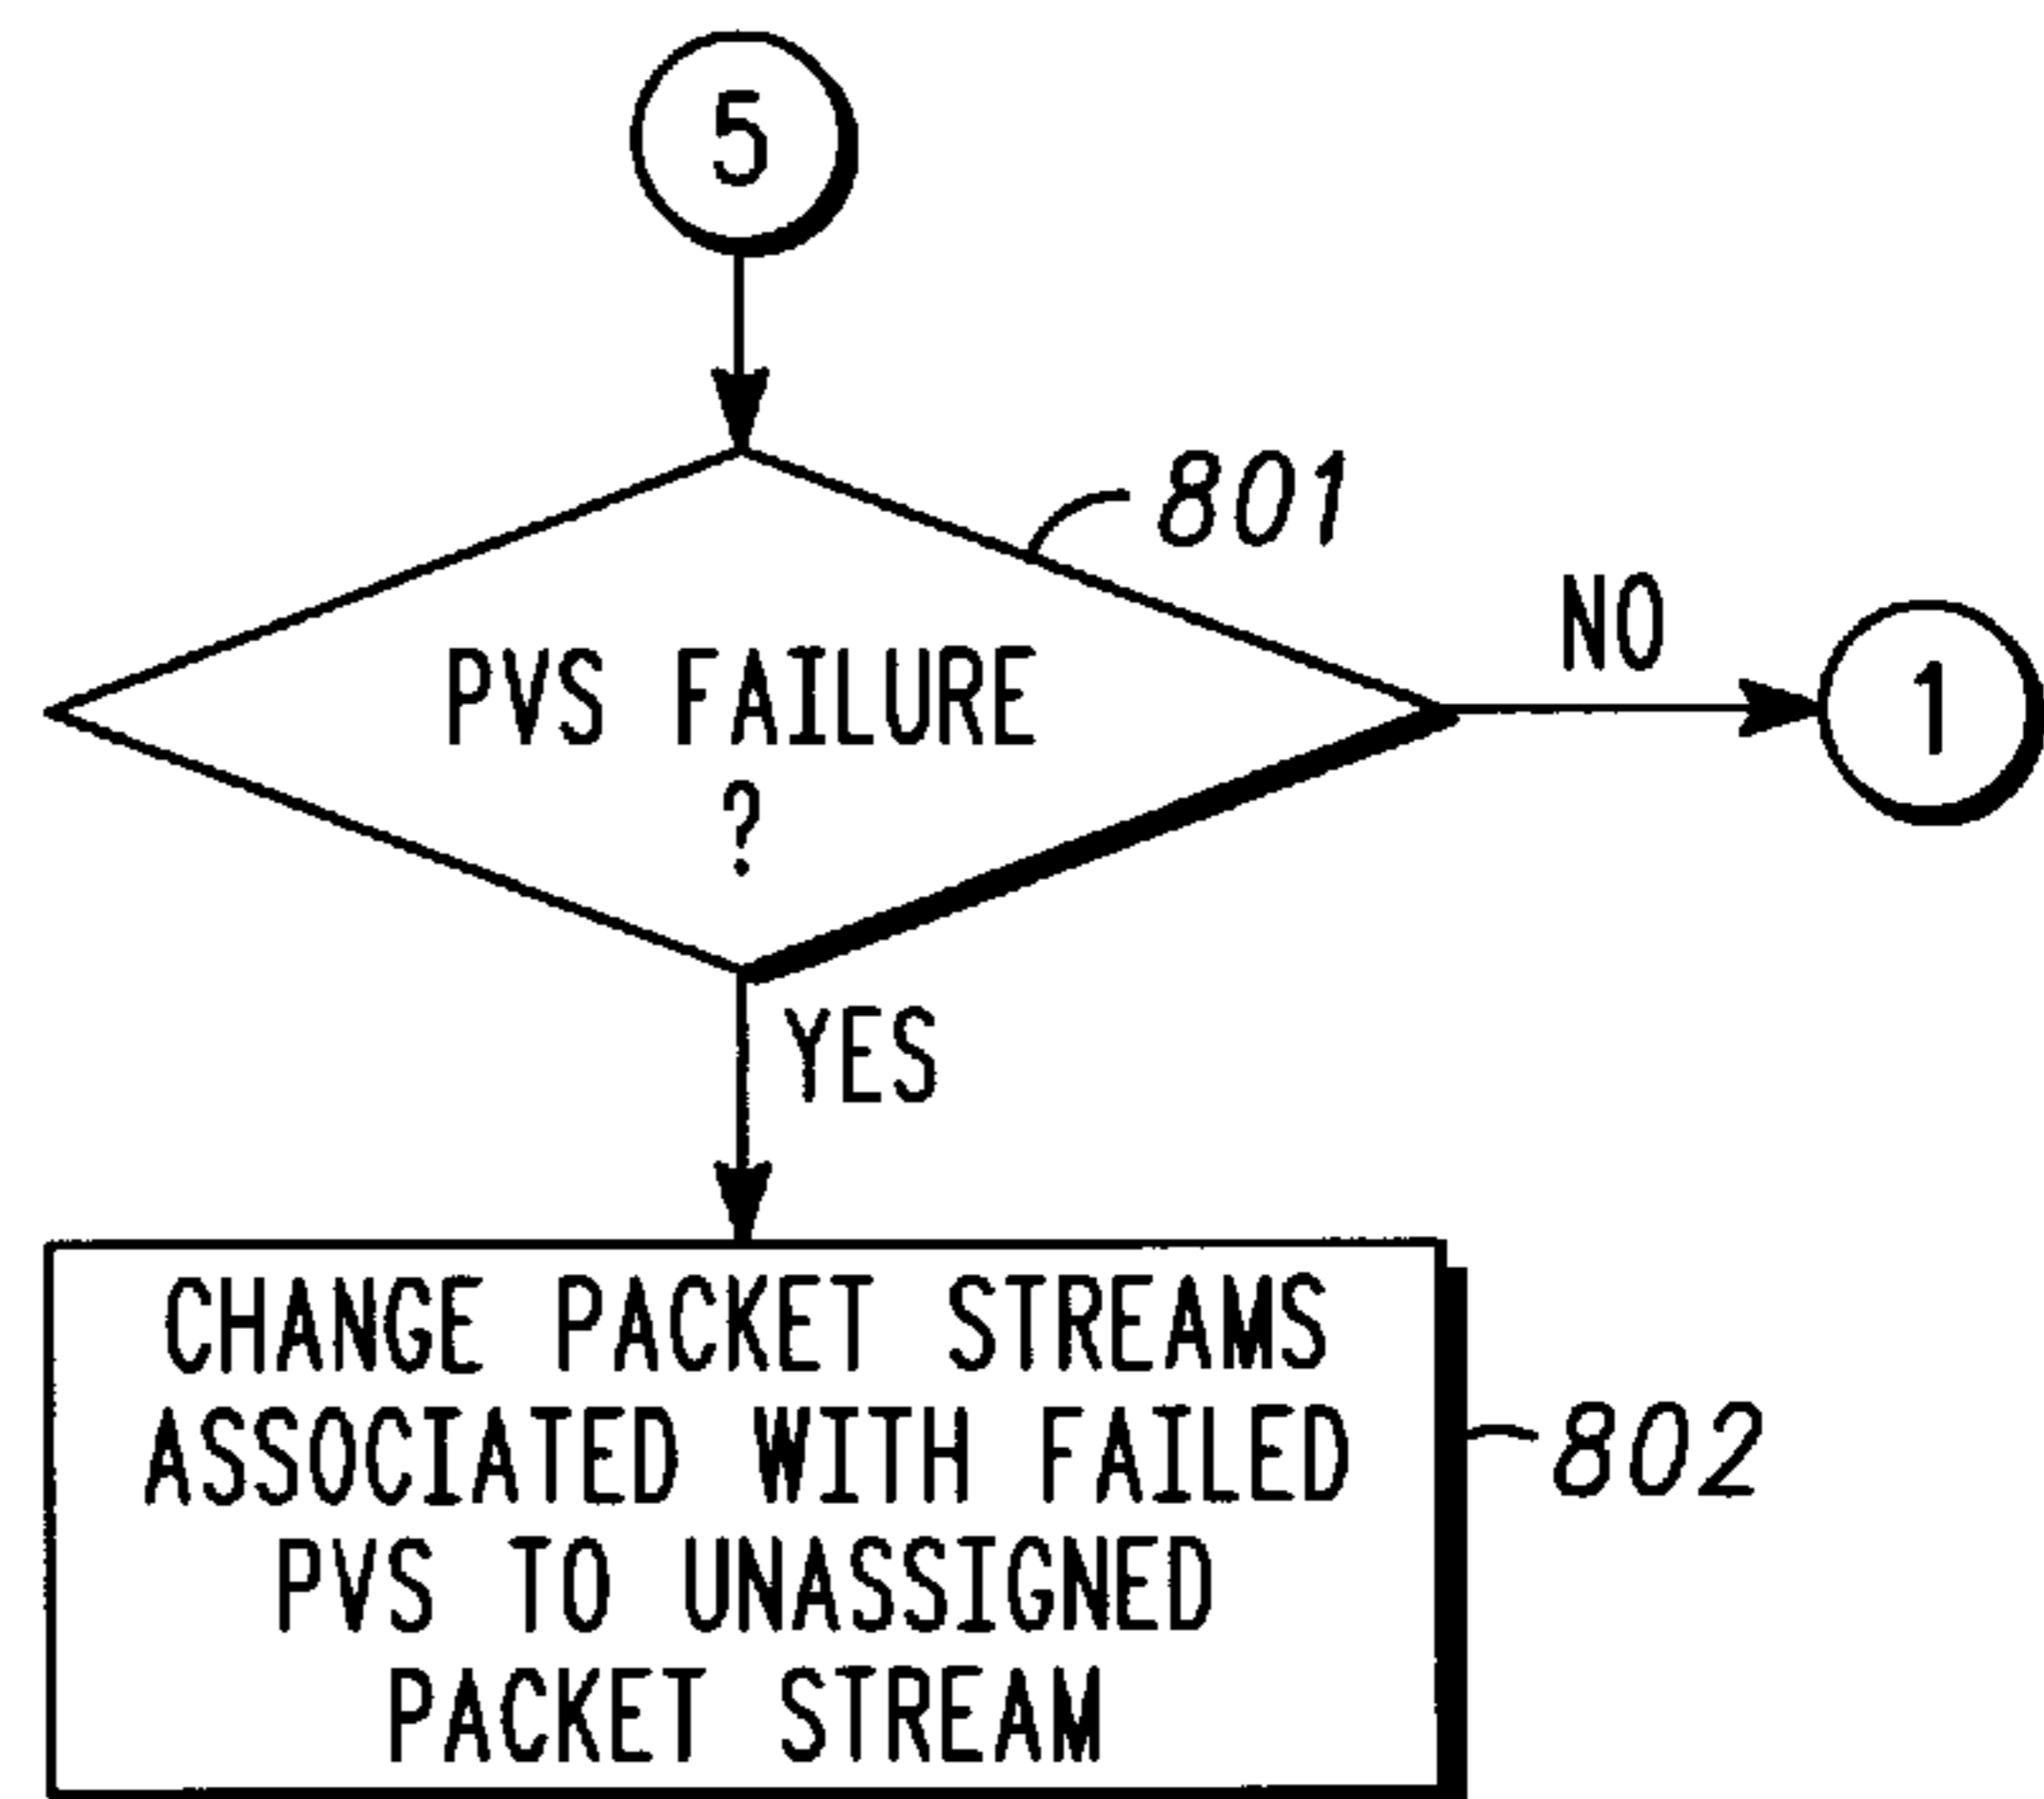 5
801
PVS FAILURE
?
NO
1
YES
CHANGE PACKET STREAMS
ASSOCIATED WITH FAILED
PVS TO UNASSIGNED
PACKET STREAM
802